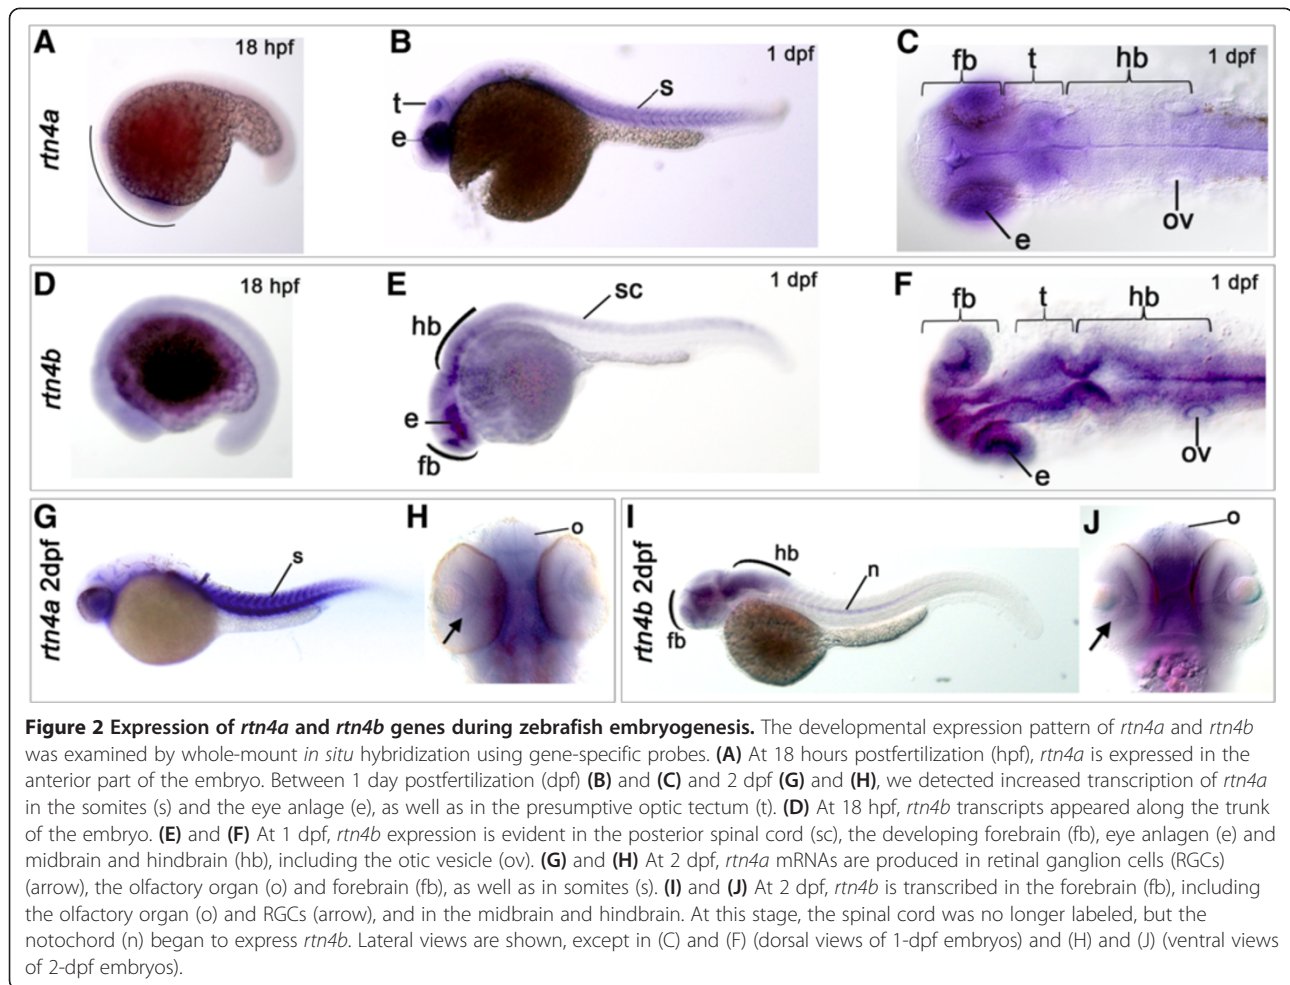 A
18 hpf
B
1 dpf
C
fb
t
hb
1 dpf
rtn4a
t
e
s
e
ov
D
18 hpf
E
1 dpf
F
1 dpf
rtn4b
hb
sc
e
fb
fb
t
hb
e
ov
G
rtn4a 2dpf
s
H
o
I
rtn4b 2dpf
hb
n
fb
J
o
Figure 2 Expression of rtn4a and rtn4b genes during zebrafish embryogenesis. The developmental expression pattern of rtn4a and rtn4b
was examined by whole-mount in situ hybridization using gene-specific probes. (A) At 18 hours postfertilization (hpf), rtn4a is expressed in the
anterior part of the embryo. Between 1 day postfertilization (dpf) (B) and (C) and 2 dpf (G) and (H), we detected increased transcription of rtn4a
in the somites (s) and the eye anlage (e), as well as in the presumptive optic tectum (t). (D) At 18 hpf, rtn4b transcripts appeared along the trunk
of the embryo. (E) and (F) At 1 dpf, rtn4b expression is evident in the posterior spinal cord (sc), the developing forebrain (fb), eye anlagen (e) and
midbrain and hindbrain (hb), including the otic vesicle (ov). (G) and (H) At 2 dpf, rtn4a mRNAs are produced in retinal ganglion cells (RGCs)
(arrow), the olfactory organ (o) and forebrain (fb), as well as in somites (s). (I) and (J) At 2 dpf, rtn4b is transcribed in the forebrain (fb), including
the olfactory organ (o) and RGCs (arrow), and in the midbrain and hindbrain. At this stage, the spinal cord was no longer labeled, but the
notochord (n) began to express rtn4b. Lateral views are shown, except in (C) and (F) (dorsal views of 1-dpf embryos) and (H) and (J) (ventral views
of 2-dpf embryos).